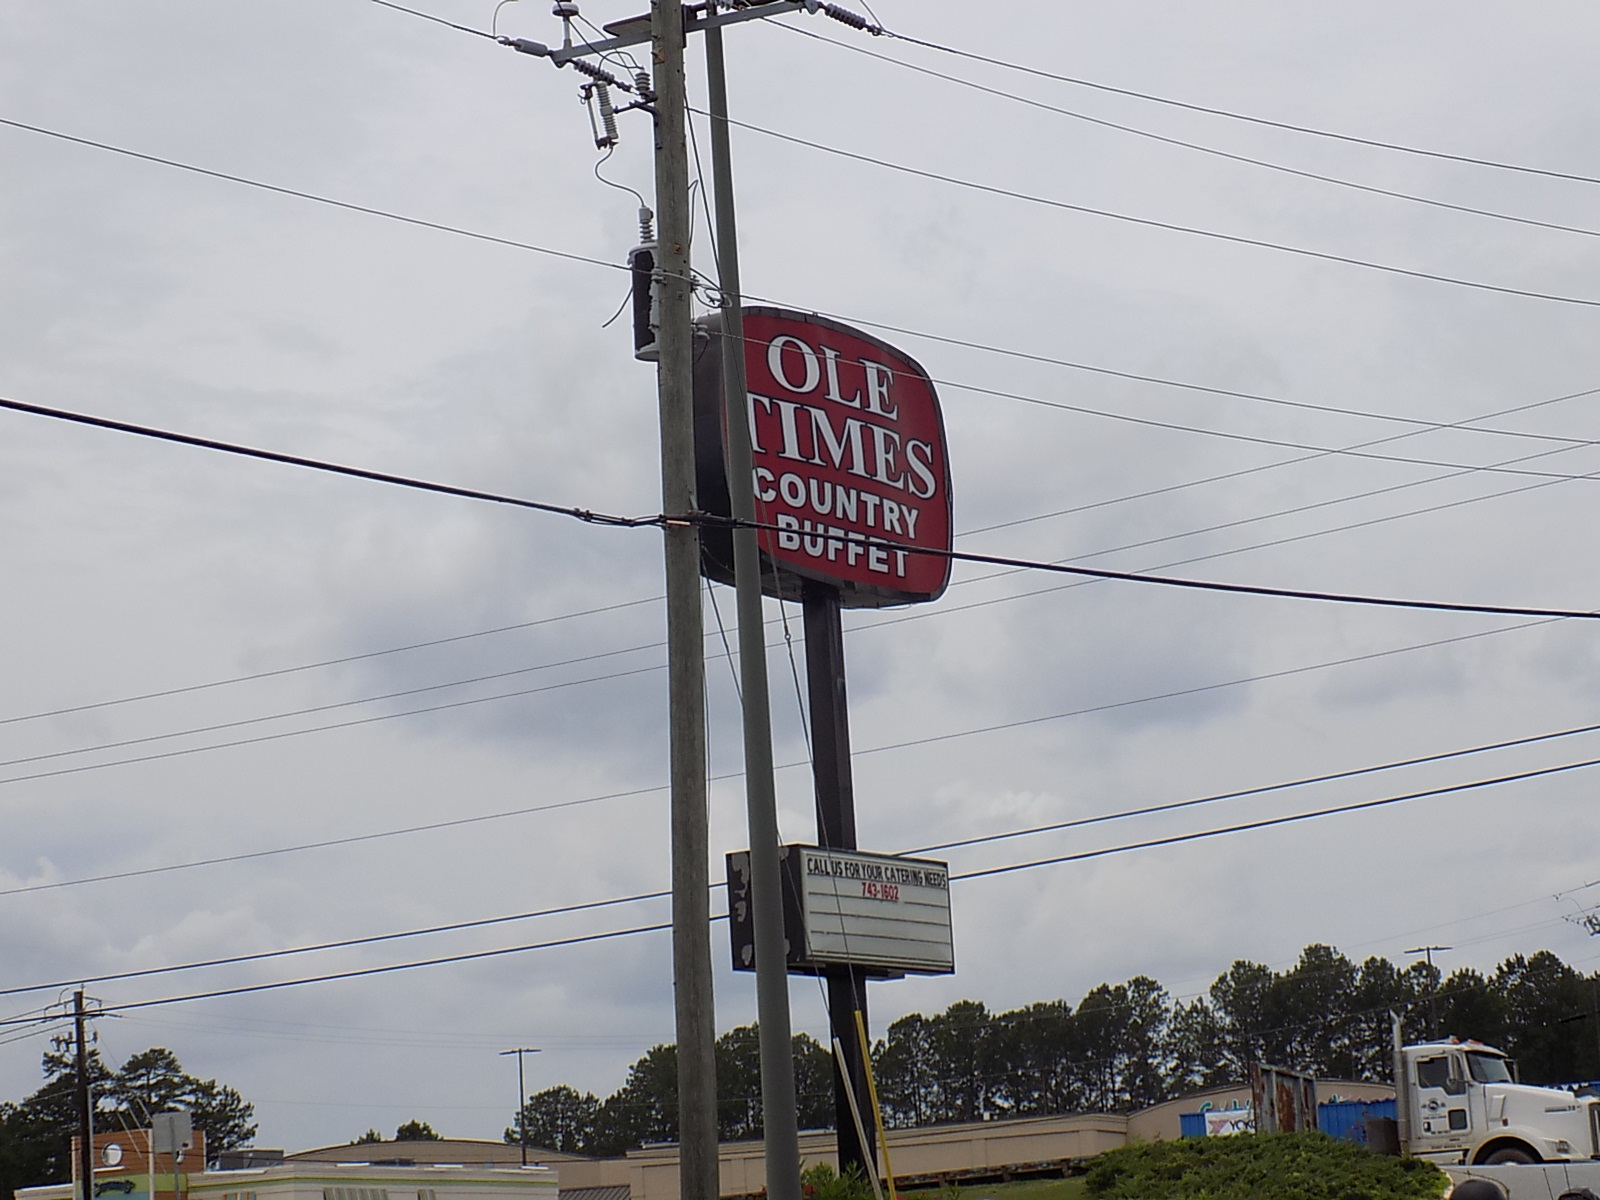 OLE
TIMES
COUNTRY
BUFFET
CALL US FOR YOUR CATERING NEEDS
743-1602